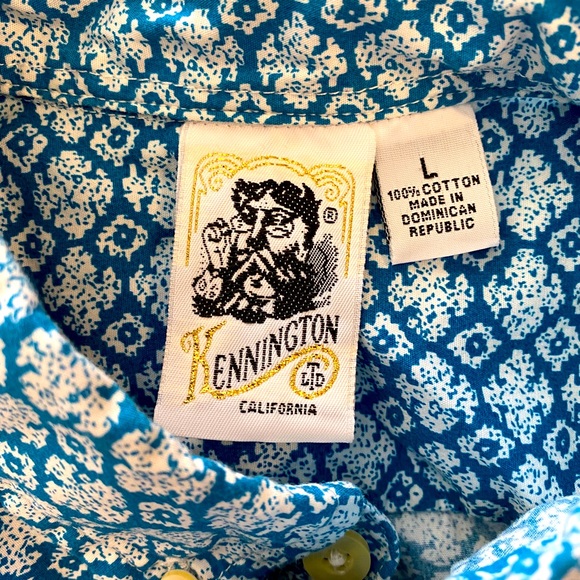 ®
KENNINGTON
LTD
CALIFORNIA
L
100% COTTON
MADE IN
DOMINICAN
REPUBLIC